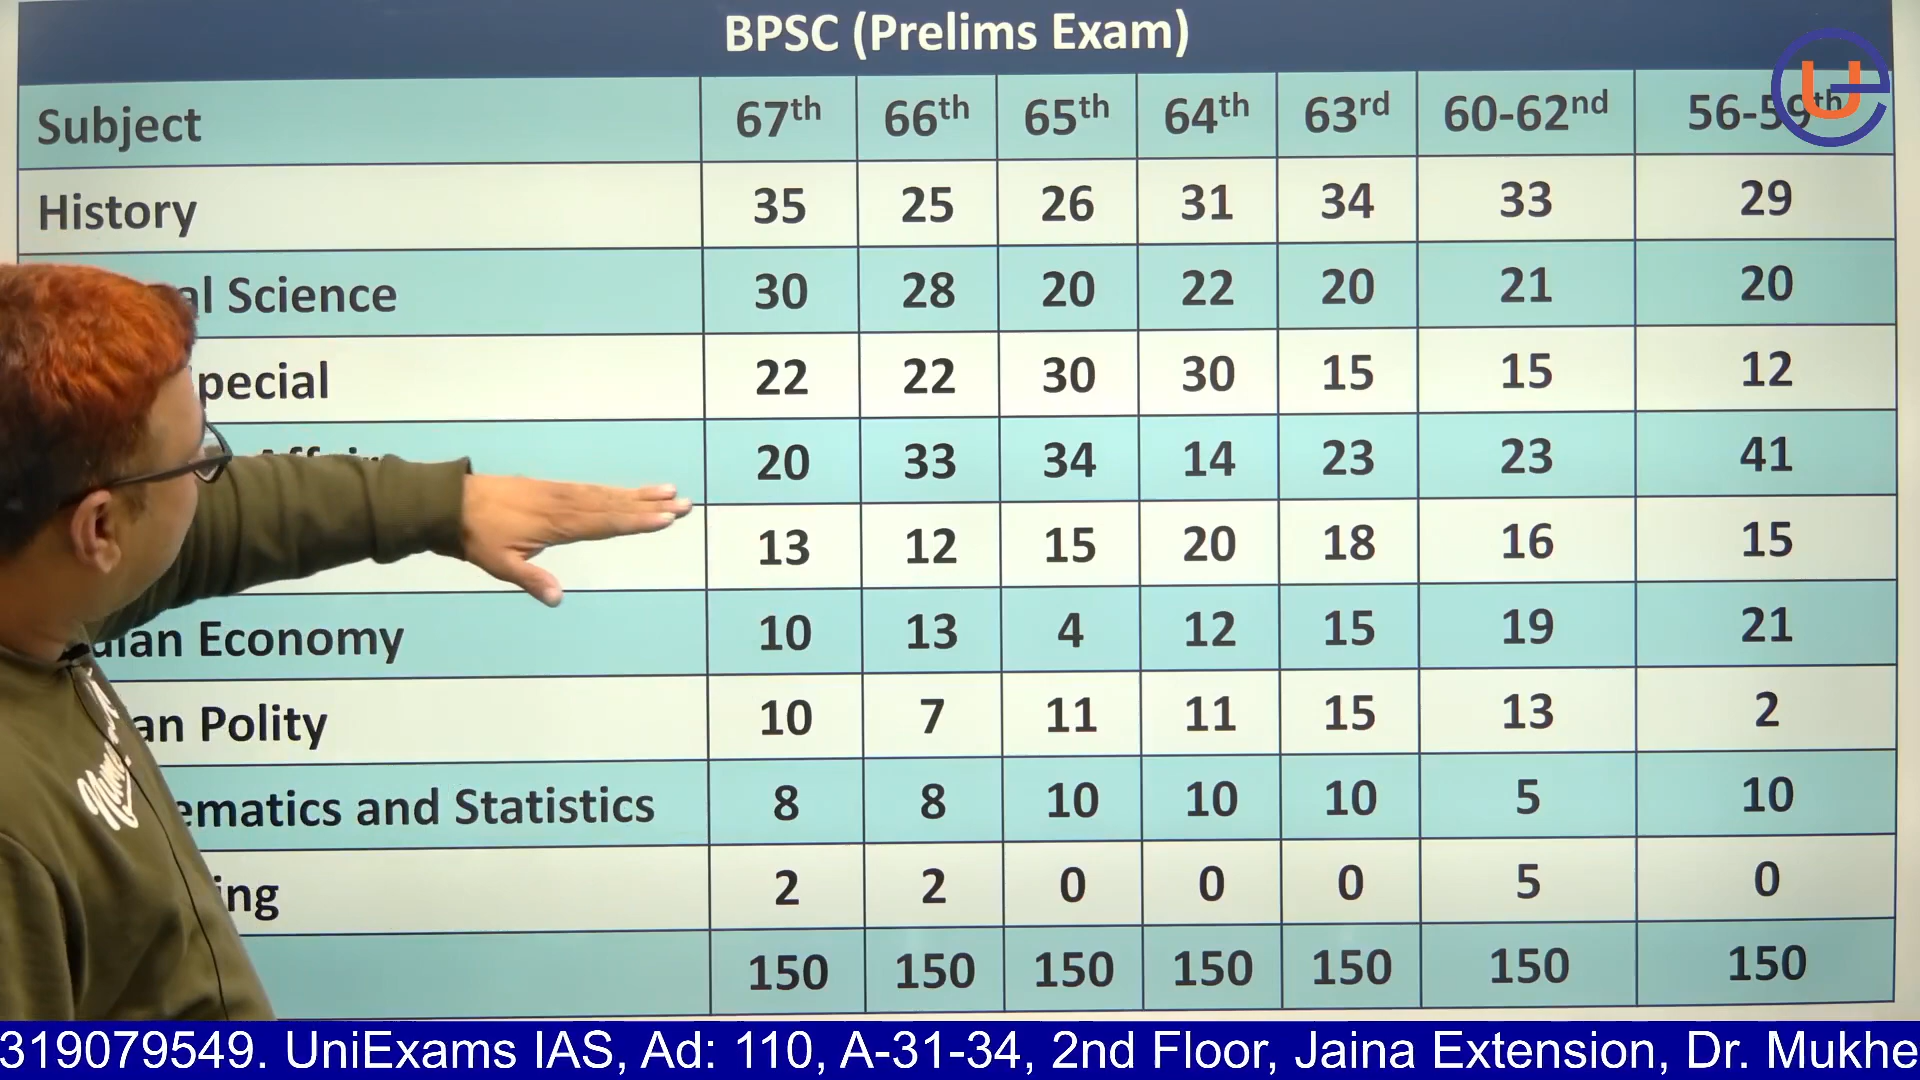 BPSC (Prelims Exam)
Subject 67th 66th 65th 64th 63rd 60-62nd 56-59th
History 35 25 26 31 34 33 29
al Science 30 28 20 22 20 21 20
pecial 22 22 30 30 15 15 12
20 33 34 14 23 23 41
13 12 15 20 18 16 15
Economy 10 13 4 12 15 19 21
an Polity 10 7 11 11 15 13 2
ematics and Statistics 8 8 10 10 10 5 10
ing 2 2 0 0 0 5 0
150 150 150 150 150 150 150
319079549. UniExams IAS, Ad: 110, A-31-34, 2nd Floor, Jaina Extension, Dr. Mukhe